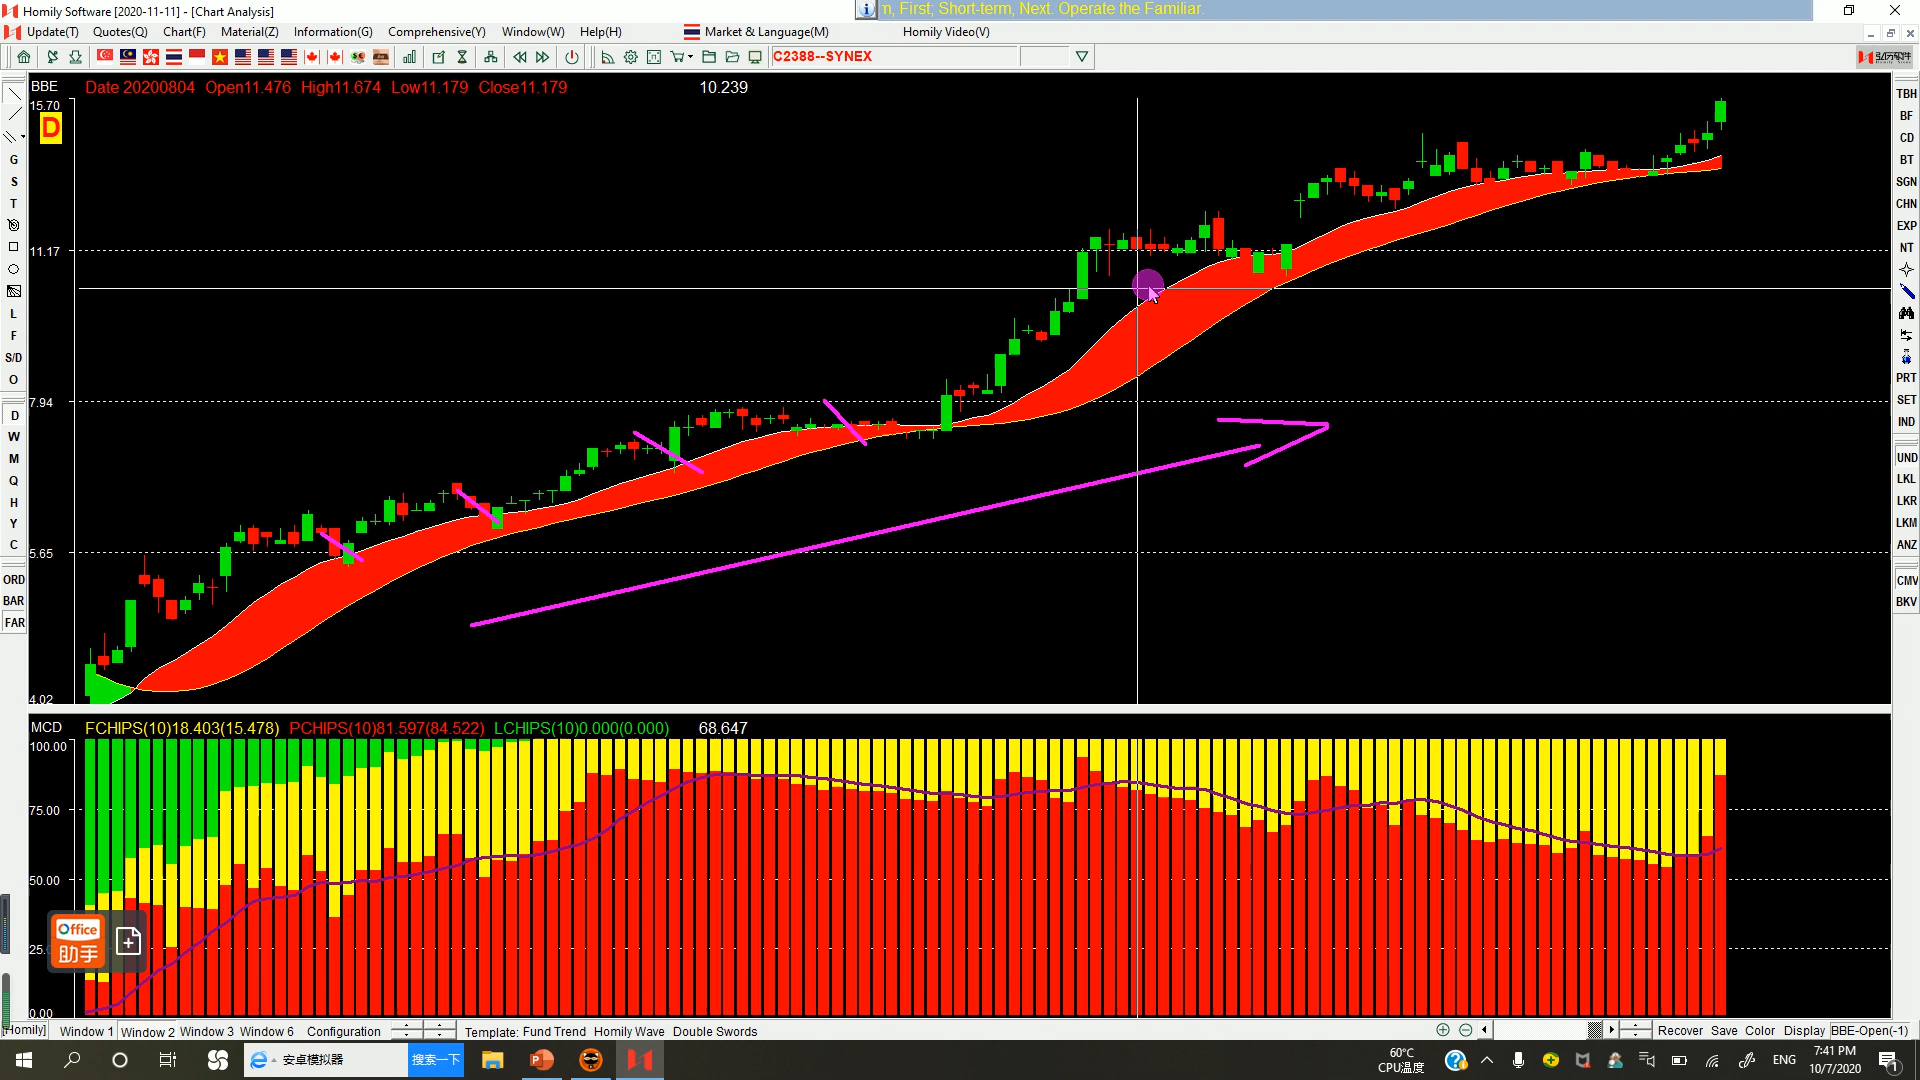 Homily Software [2020-11-11] - [Chart Analysis]
m, First; Short-term, Next. Operate the Familiar.
Update(T) Quotes(Q) Chart(F) Material(Z) Information(G) Comprehensive(Y) Window(W) Help(H) Market & Language(M) Homily Video(V)
C2388--SYNEX
BBE Date 20200804 Open11.476 High11.674 Low11.179 Close11.179 10.239
15.70
D
11.17
7.94
5.65
4.02
G
S
T
L
F
S/D
O
D
W
M
Q
H
Y
C
ORD
BAR
FAR
TBH
BF
CD
BT
SGN
CHN
EXP
NT
PRT
SET
IND
UND
LKL
LKR
LKM
ANZ
CMV
BKV
MCD FCHIPS(10)18.403(15.478) PCHIPS(10)81.597(84.522) LCHIPS(10)0.000(0.000) 68.647
100.00
75.00
50.00
25.0
0.00
Office
助手
[Homily] Window 1 Window 2 Window 3 Window 6 Configuration Template: Fund Trend Homily Wave Double Swords Recover Save Color Display BBE-Open(-1)
安卓模拟器 搜索一下
60°C
CPU温度
ENG
7:41 PM
10/7/2020
1